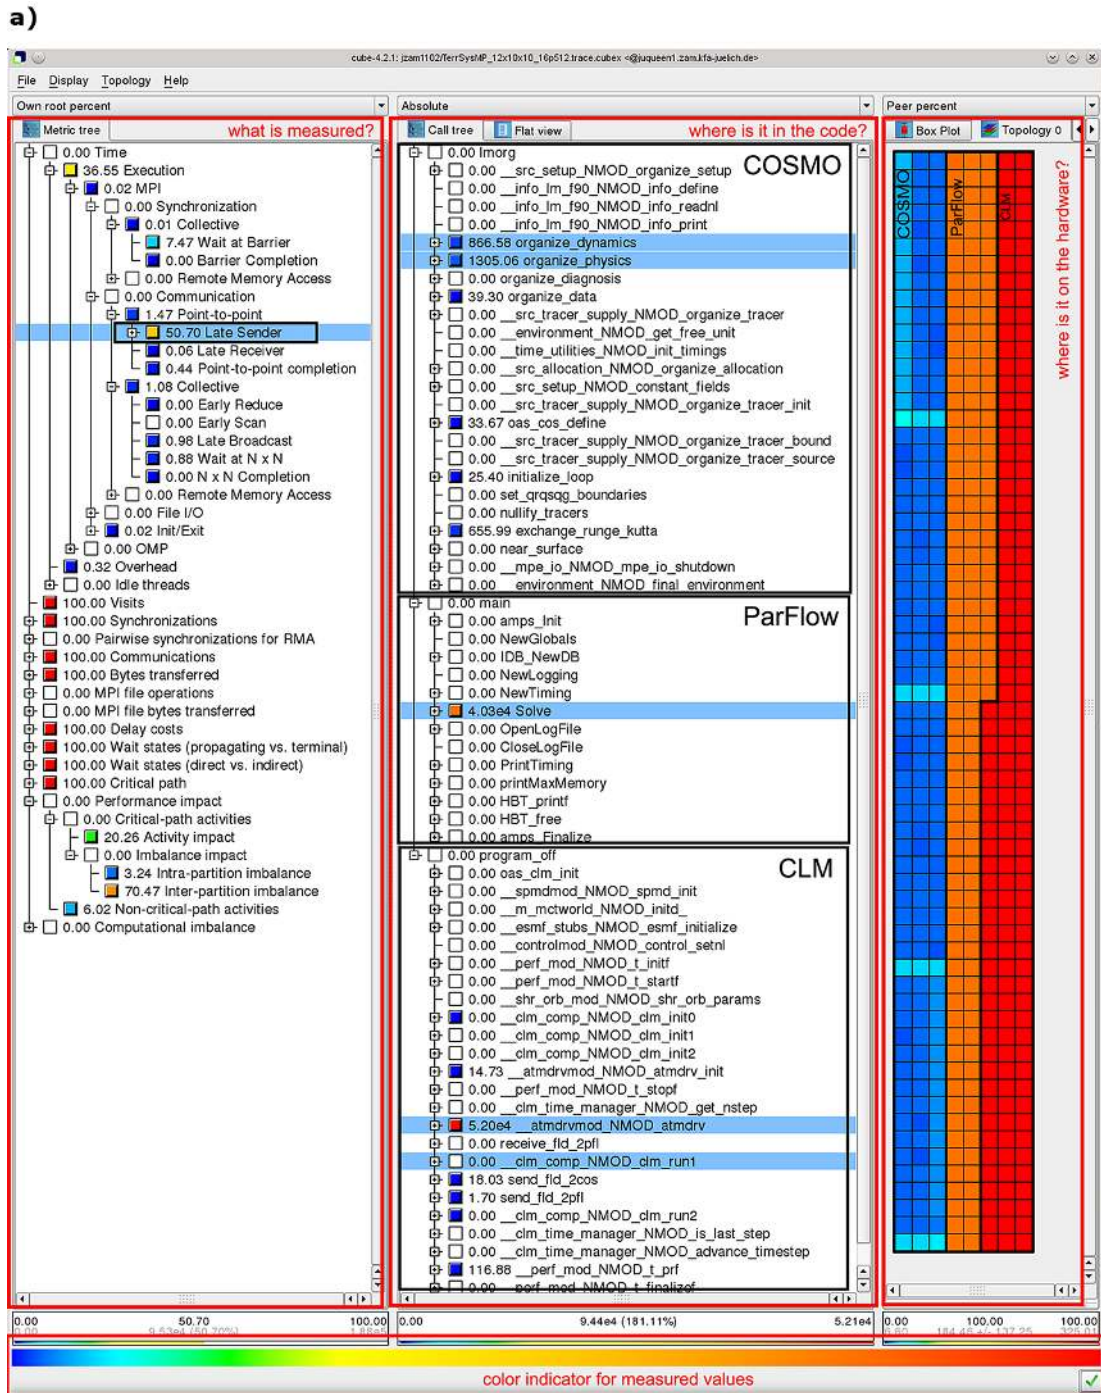 a)
cube-4.2.1: jzam1102/TerrSysMP_12x10x10_16p512.trace.cubex <@juqueen1.zam.kfa-juelich.de>
File Display Topology Help
Own root percent
Absolute
Peer percent
Metric tree
what is measured?
Call tree
Flat view
where is it in the code?
Box Plot
Topology 0
0.00 Time
36.55 Execution
0.02 MPI
0.00 Synchronization
0.01 Collective
7.47 Wait at Barrier
0.00 Barrier Completion
0.00 Remote Memory Access
0.00 Communication
1.47 Point-to-point
50.70 Late Sender
0.06 Late Receiver
0.44 Point-to-point completion
1.08 Collective
0.00 Early Reduce
0.00 Early Scan
0.98 Late Broadcast
0.88 Wait at N x N
0.00 N x N Completion
0.00 Remote Memory Access
0.00 File I/O
0.02 Init/Exit
0.00 OMP
0.32 Overhead
0.00 Idle threads
100.00 Visits
100.00 Synchronizations
0.00 Pairwise synchronizations for RMA
100.00 Communications
100.00 Bytes transferred
0.00 MPI file operations
0.00 MPI file bytes transferred
100.00 Delay costs
100.00 Wait states (propagating vs. terminal)
100.00 Wait states (direct vs. indirect)
100.00 Critical path
0.00 Performance impact
0.00 Critical-path activities
20.26 Activity impact
0.00 Imbalance impact
3.24 Intra-partition imbalance
70.47 Inter-partition imbalance
6.02 Non-critical-path activities
0.00 Computational imbalance
0.00 lmorg
COSMO
0.00 __src_setup_NMOD_organize_setup
0.00 __info_lm_f90_NMOD_info_define
0.00 __info_lm_f90_NMOD_info_readnl
0.00 __info_lm_f90_NMOD_info_print
866.58 organize_dynamics
1305.06 organize_physics
0.00 organize_diagnosis
39.30 organize_data
0.00 __src_tracer_supply_NMOD_organize_tracer
0.00 __environment_NMOD_get_free_unit
0.00 __time_utilities_NMOD_init_timings
0.00 __src_allocation_NMOD_organize_allocation
0.00 __src_setup_NMOD_constant_fields
0.00 __src_tracer_supply_NMOD_organize_tracer_init
33.67 oas_cos_define
0.00 __src_tracer_supply_NMOD_organize_tracer_bound
0.00 __src_tracer_supply_NMOD_organize_tracer_source
25.40 initialize_loop
0.00 set_qrqsqg_boundaries
0.00 nullify_tracers
655.99 exchange_runge_kutta
0.00 near_surface
0.00 __mpe_io_NMOD_mpe_io_shutdown
0.00 __environment_NMOD_final_environment
0.00 main
ParFlow
0.00 amps_Init
0.00 NewGlobals
0.00 IDB_NewDB
0.00 NewLogging
0.00 NewTiming
4.03e4 Solve
0.00 OpenLogFile
0.00 CloseLogFile
0.00 PrintTiming
0.00 printMaxMemory
0.00 HBT_printf
0.00 HBT_free
0.00 amps_Finalize
0.00 program_off
CLM
0.00 oas_clm_init
0.00 __spmdmod_NMOD_spmd_init
0.00 __m_mctworld_NMOD_initd_
0.00 __esmf_stubs_NMOD_esmf_initialize
0.00 __controlmod_NMOD_control_setnl
0.00 __perf_mod_NMOD_t_initf
0.00 __perf_mod_NMOD_t_startf
0.00 __shr_orb_mod_NMOD_shr_orb_params
0.00 __clm_comp_NMOD_clm_init0
0.00 __clm_comp_NMOD_clm_init1
0.00 __clm_comp_NMOD_clm_init2
14.73 __atmdrvmod_NMOD_atmdrv_init
0.00 __perf_mod_NMOD_t_stopf
0.00 __clm_time_manager_NMOD_get_nstep
5.20e4 __atmdrvmod_NMOD_atmdrv
0.00 receive_fld_2pfl
0.00 __clm_comp_NMOD_clm_run1
18.03 send_fld_2cos
1.70 send_fld_2pfl
0.00 __clm_comp_NMOD_clm_run2
0.00 __clm_time_manager_NMOD_is_last_step
0.00 __clm_time_manager_NMOD_advance_timestep
116.88 __perf_mod_NMOD_t_prf
0.00 __perf_mod_NMOD_t_finalizef
COSMO
ParFlow
CLM
where is it on the hardware?
0.00 50.70 100.00
0.00 9.53e4 (50.70%) 1.88e5
0.00 9.44e4 (181.11%) 5.21e4
0.00 100.00 100.00
6.80 184.46 +/- 137.25 325.01
color indicator for measured values